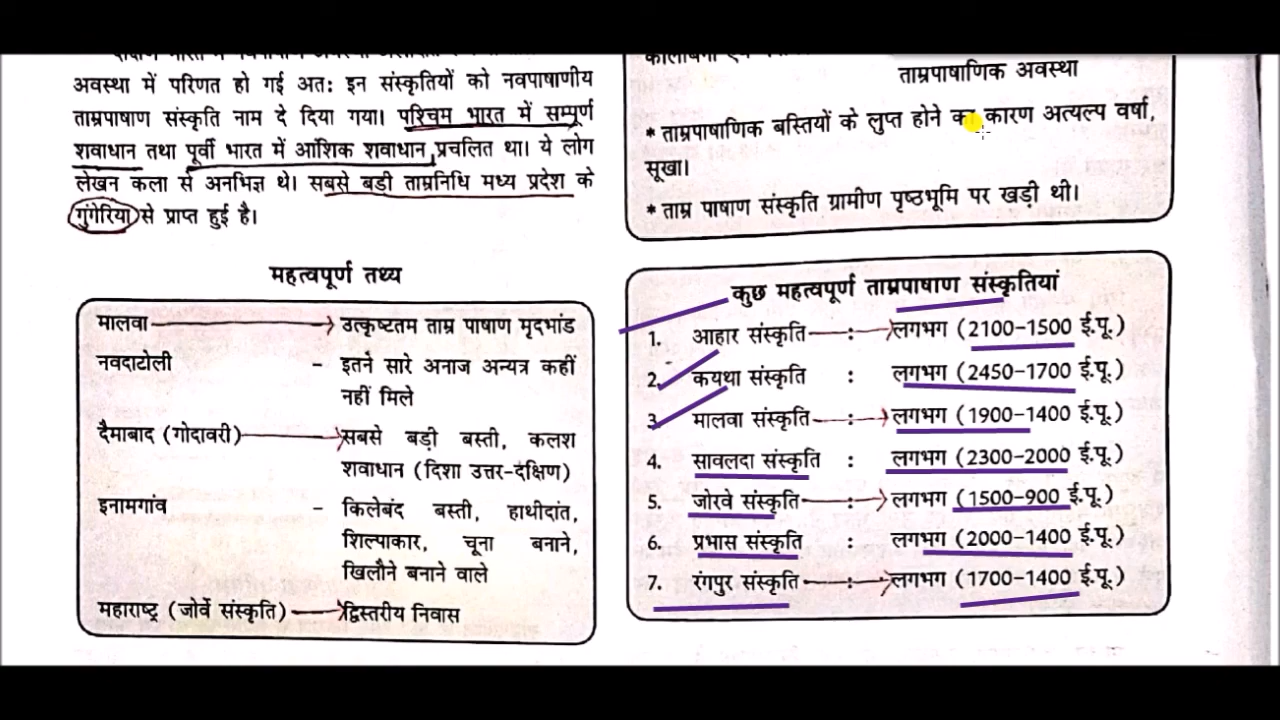 अवस्था में परिणत हो गई अत: इन संस्कृतियों को नवपाषाणीय
ताम्रपाषाण संस्कृति नाम दे दिया गया। पश्चिम भारत में सम्पूर्ण
शवाधान तथा पूर्वी भारत में आंशिक शवाधान प्रचलित था। ये लोग
लेखन कला से अनभिज्ञ थे। सबसे बड़ी ताम्रनिधि मध्य प्रदेश के
गुंगेरिया से प्राप्त हुई है।
महत्वपूर्ण तथ्य
मालवा उत्कृष्टतम ताम्र पाषाण मृदभांड
नवदाटोली - इतने सारे अनाज अन्यत्र कहीं
नहीं मिले
दैमाबाद (गोदावरी) सबसे बड़ी बस्ती, कलश
शवाधान (दिशा उत्तर-दक्षिण)
इनामगांव - किलेबंद बस्ती, हाथीदांत,
शिल्पाकार, चूना बनाने,
खिलौने बनाने वाले
महाराष्ट्र (जोर्वे संस्कृति) द्विस्तरीय निवास
ताम्रपाषाणिक अवस्था
* ताम्रपाषाणिक बस्तियों के लुप्त होने का कारण अत्यल्प वर्षा,
सूखा।
* ताम्र पाषाण संस्कृति ग्रामीण पृष्ठभूमि पर खड़ी थी।
कुछ महत्वपूर्ण ताम्रपाषाण संस्कृतियां
1. आहार संस्कृति : लगभग (2100-1500 ई.पू.)
2. कयथा संस्कृति : लगभग (2450-1700 ई.पू.)
3. मालवा संस्कृति : लगभग (1900-1400 ई.पू.)
4. सावलदा संस्कृति : लगभग (2300-2000 ई.पू.)
5. जोरवे संस्कृति : लगभग (1500-900 ई.पू.)
6. प्रभास संस्कृति : लगभग (2000-1400 ई.पू.)
7. रंगपुर संस्कृति : लगभग (1700-1400 ई.पू.)